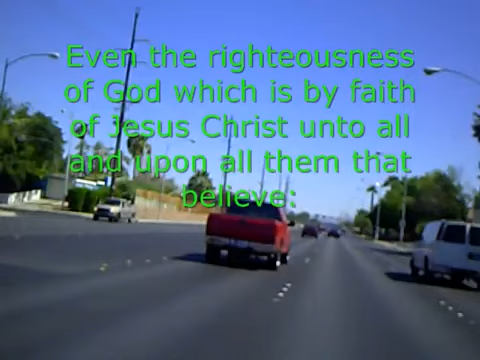 Even the righteousness
of God which is by faith
of Jesus Christ unto all
and upon all them that
believe: